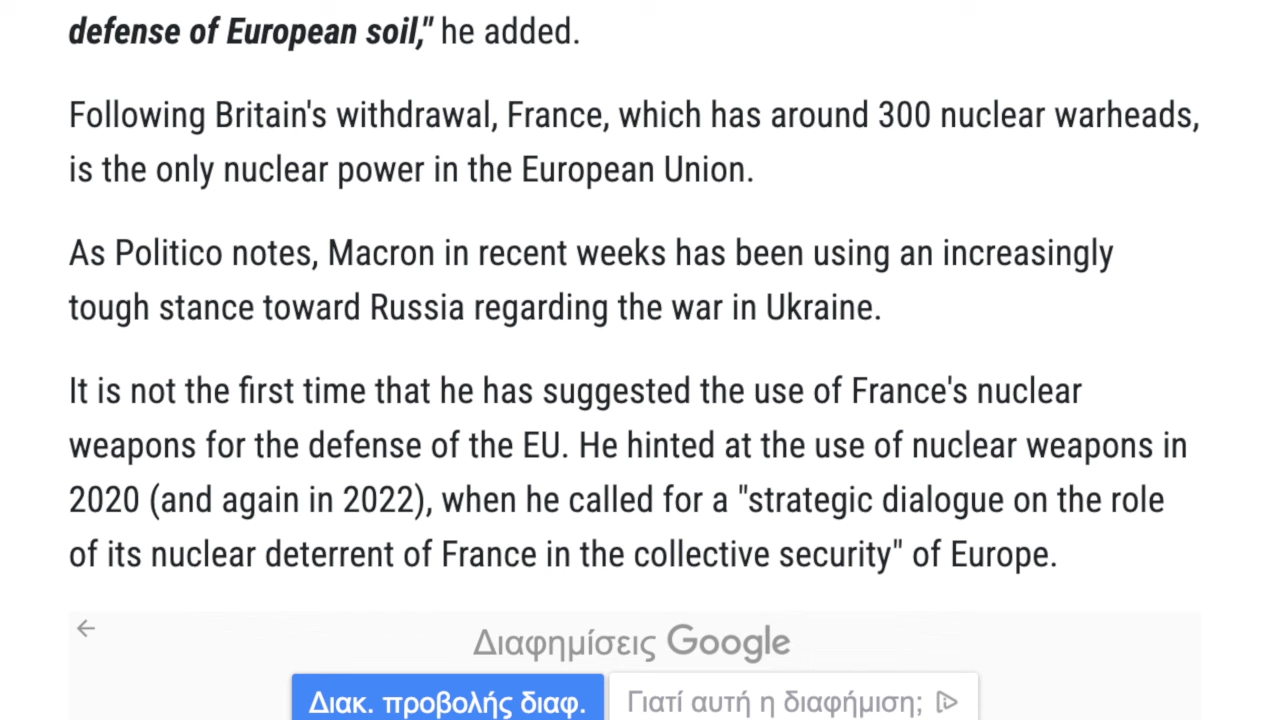 defense of European soil," he added.
Following Britain's withdrawal, France, which has around 300 nuclear warheads,
is the only nuclear power in the European Union.
As Politico notes, Macron in recent weeks has been using an increasingly
tough stance toward Russia regarding the war in Ukraine.
It is not the first time that he has suggested the use of France's nuclear
weapons for the defense of the EU. He hinted at the use of nuclear weapons in
2020 (and again in 2022), when he called for a "strategic dialogue on the role
of its nuclear deterrent of France in the collective security" of Europe.
Διαφημίσεις Google
Διακ. προβολής διαφ.
Γιατί αυτή η διαφήμιση;